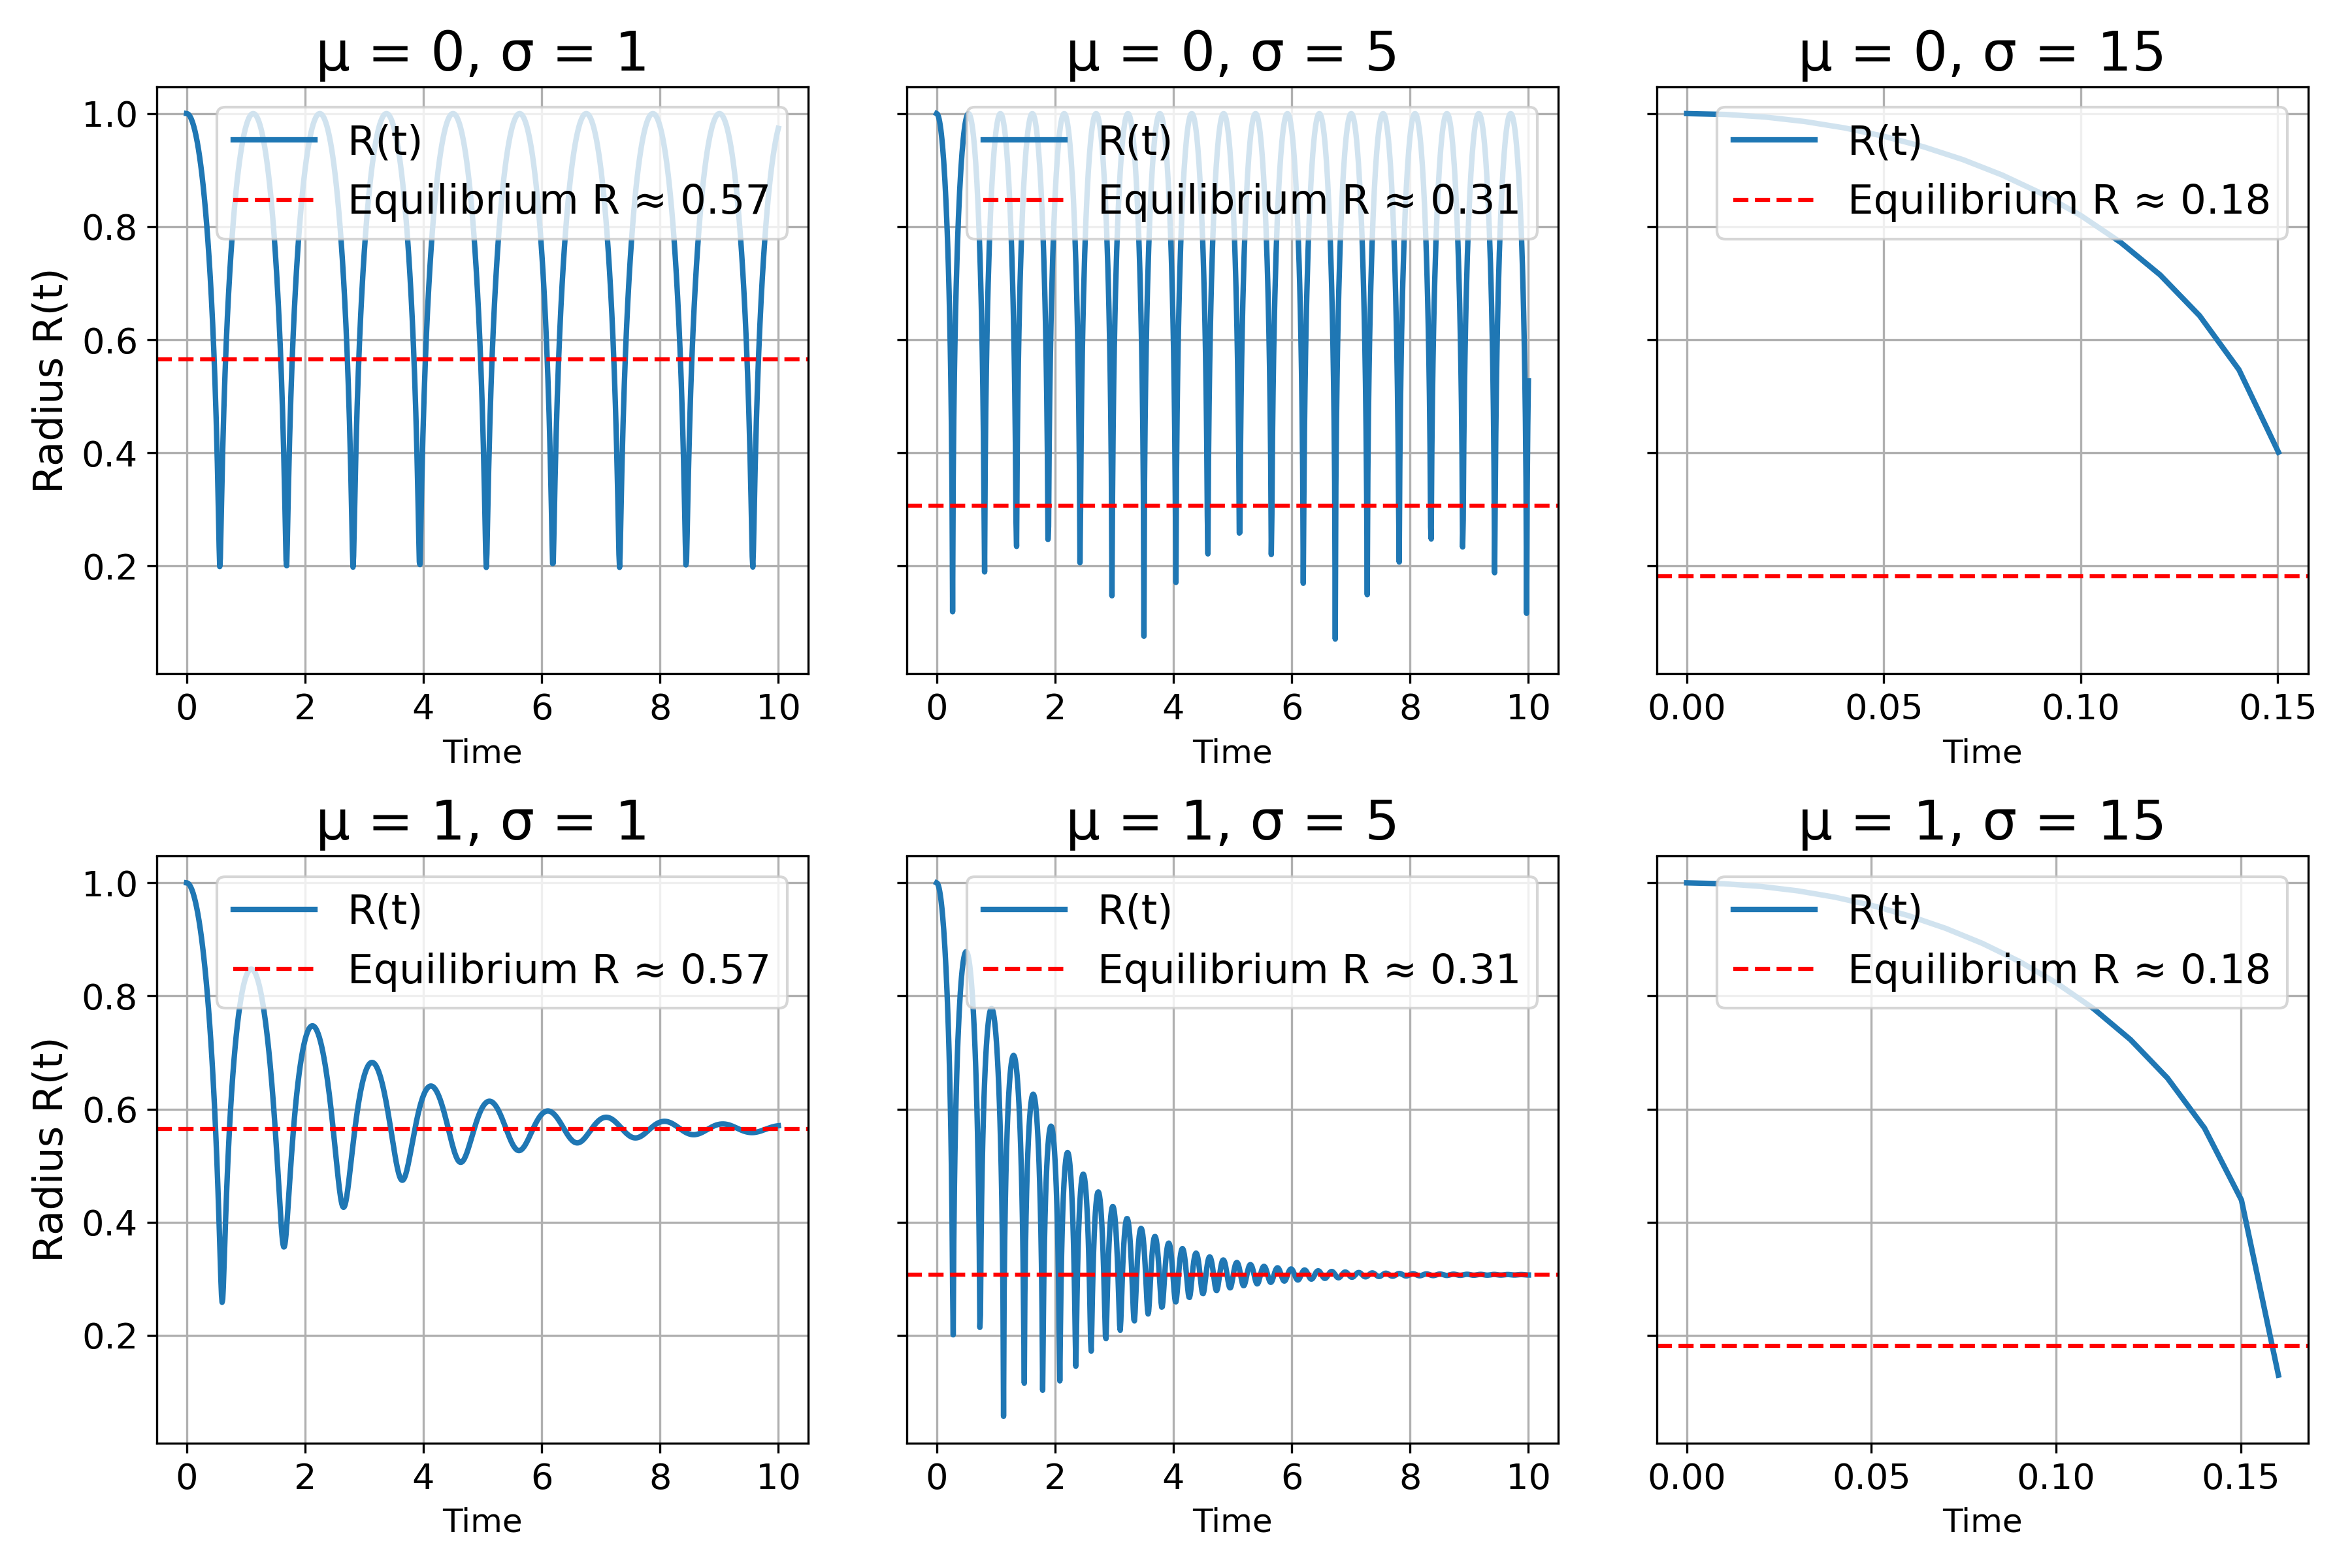 μ = 0, σ = 1
μ = 0, σ = 5
μ = 0, σ = 15
Radius R(t)
1.0
0.8
0.6
0.4
0.2
R(t)
Equilibrium R ≈ 0.57
R(t)
Equilibrium R ≈ 0.31
R(t)
Equilibrium R ≈ 0.18
0 2 4 6 8 10
0 2 4 6 8 10
0.00 0.05 0.10 0.15
Time
Time
Time
μ = 1, σ = 1
μ = 1, σ = 5
μ = 1, σ = 15
Radius R(t)
1.0
0.8
0.6
0.4
0.2
R(t)
Equilibrium R ≈ 0.57
R(t)
Equilibrium R ≈ 0.31
R(t)
Equilibrium R ≈ 0.18
0 2 4 6 8 10
0 2 4 6 8 10
0.00 0.05 0.10 0.15
Time
Time
Time